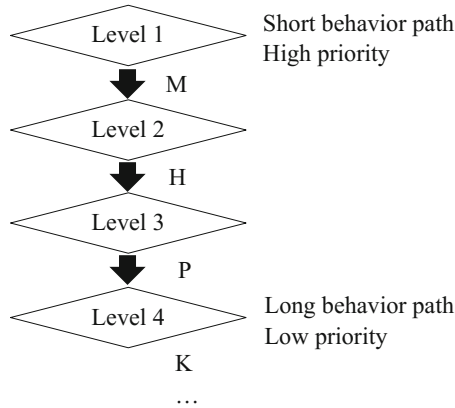 Level 1
Short behavior path
High priority
M
Level 2
H
Level 3
P
Level 4
Long behavior path
Low priority
K
…